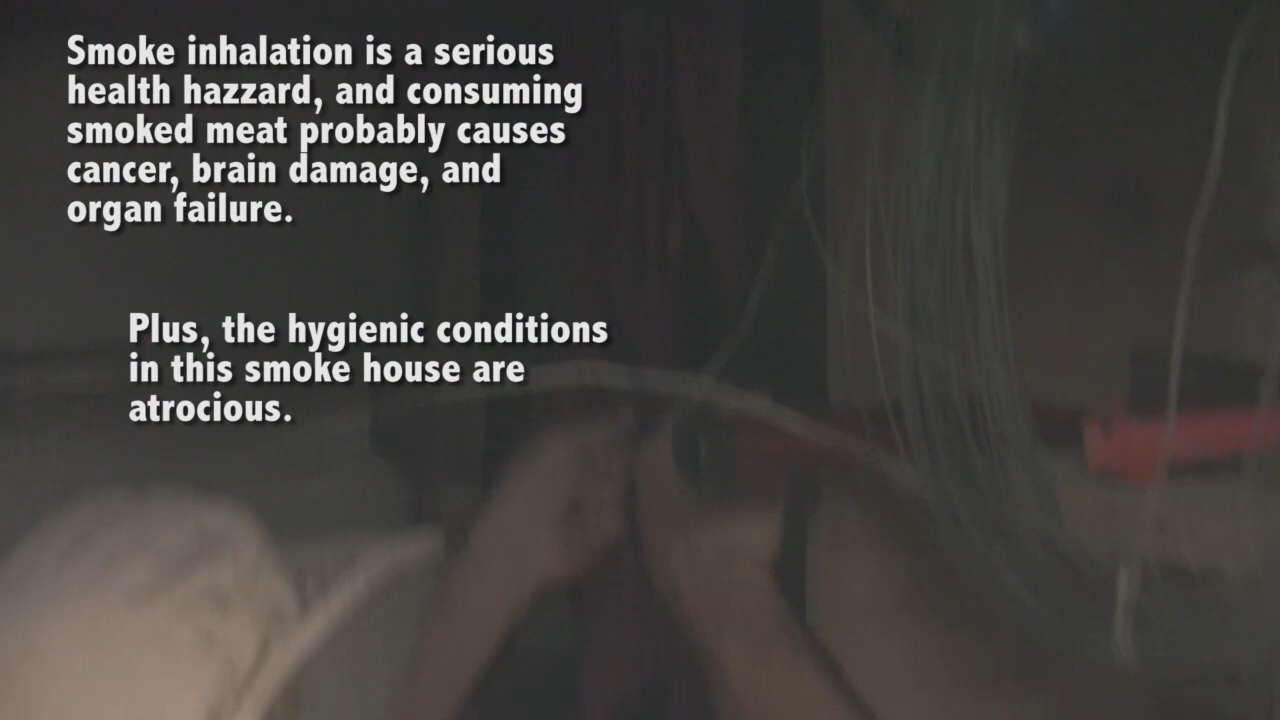 Smoke inhalation is a serious
health hazzard, and consuming
smoked meat probably causes
cancer, brain damage, and
organ failure.
Plus, the hygienic conditions
in this smoke house are
atrocious.